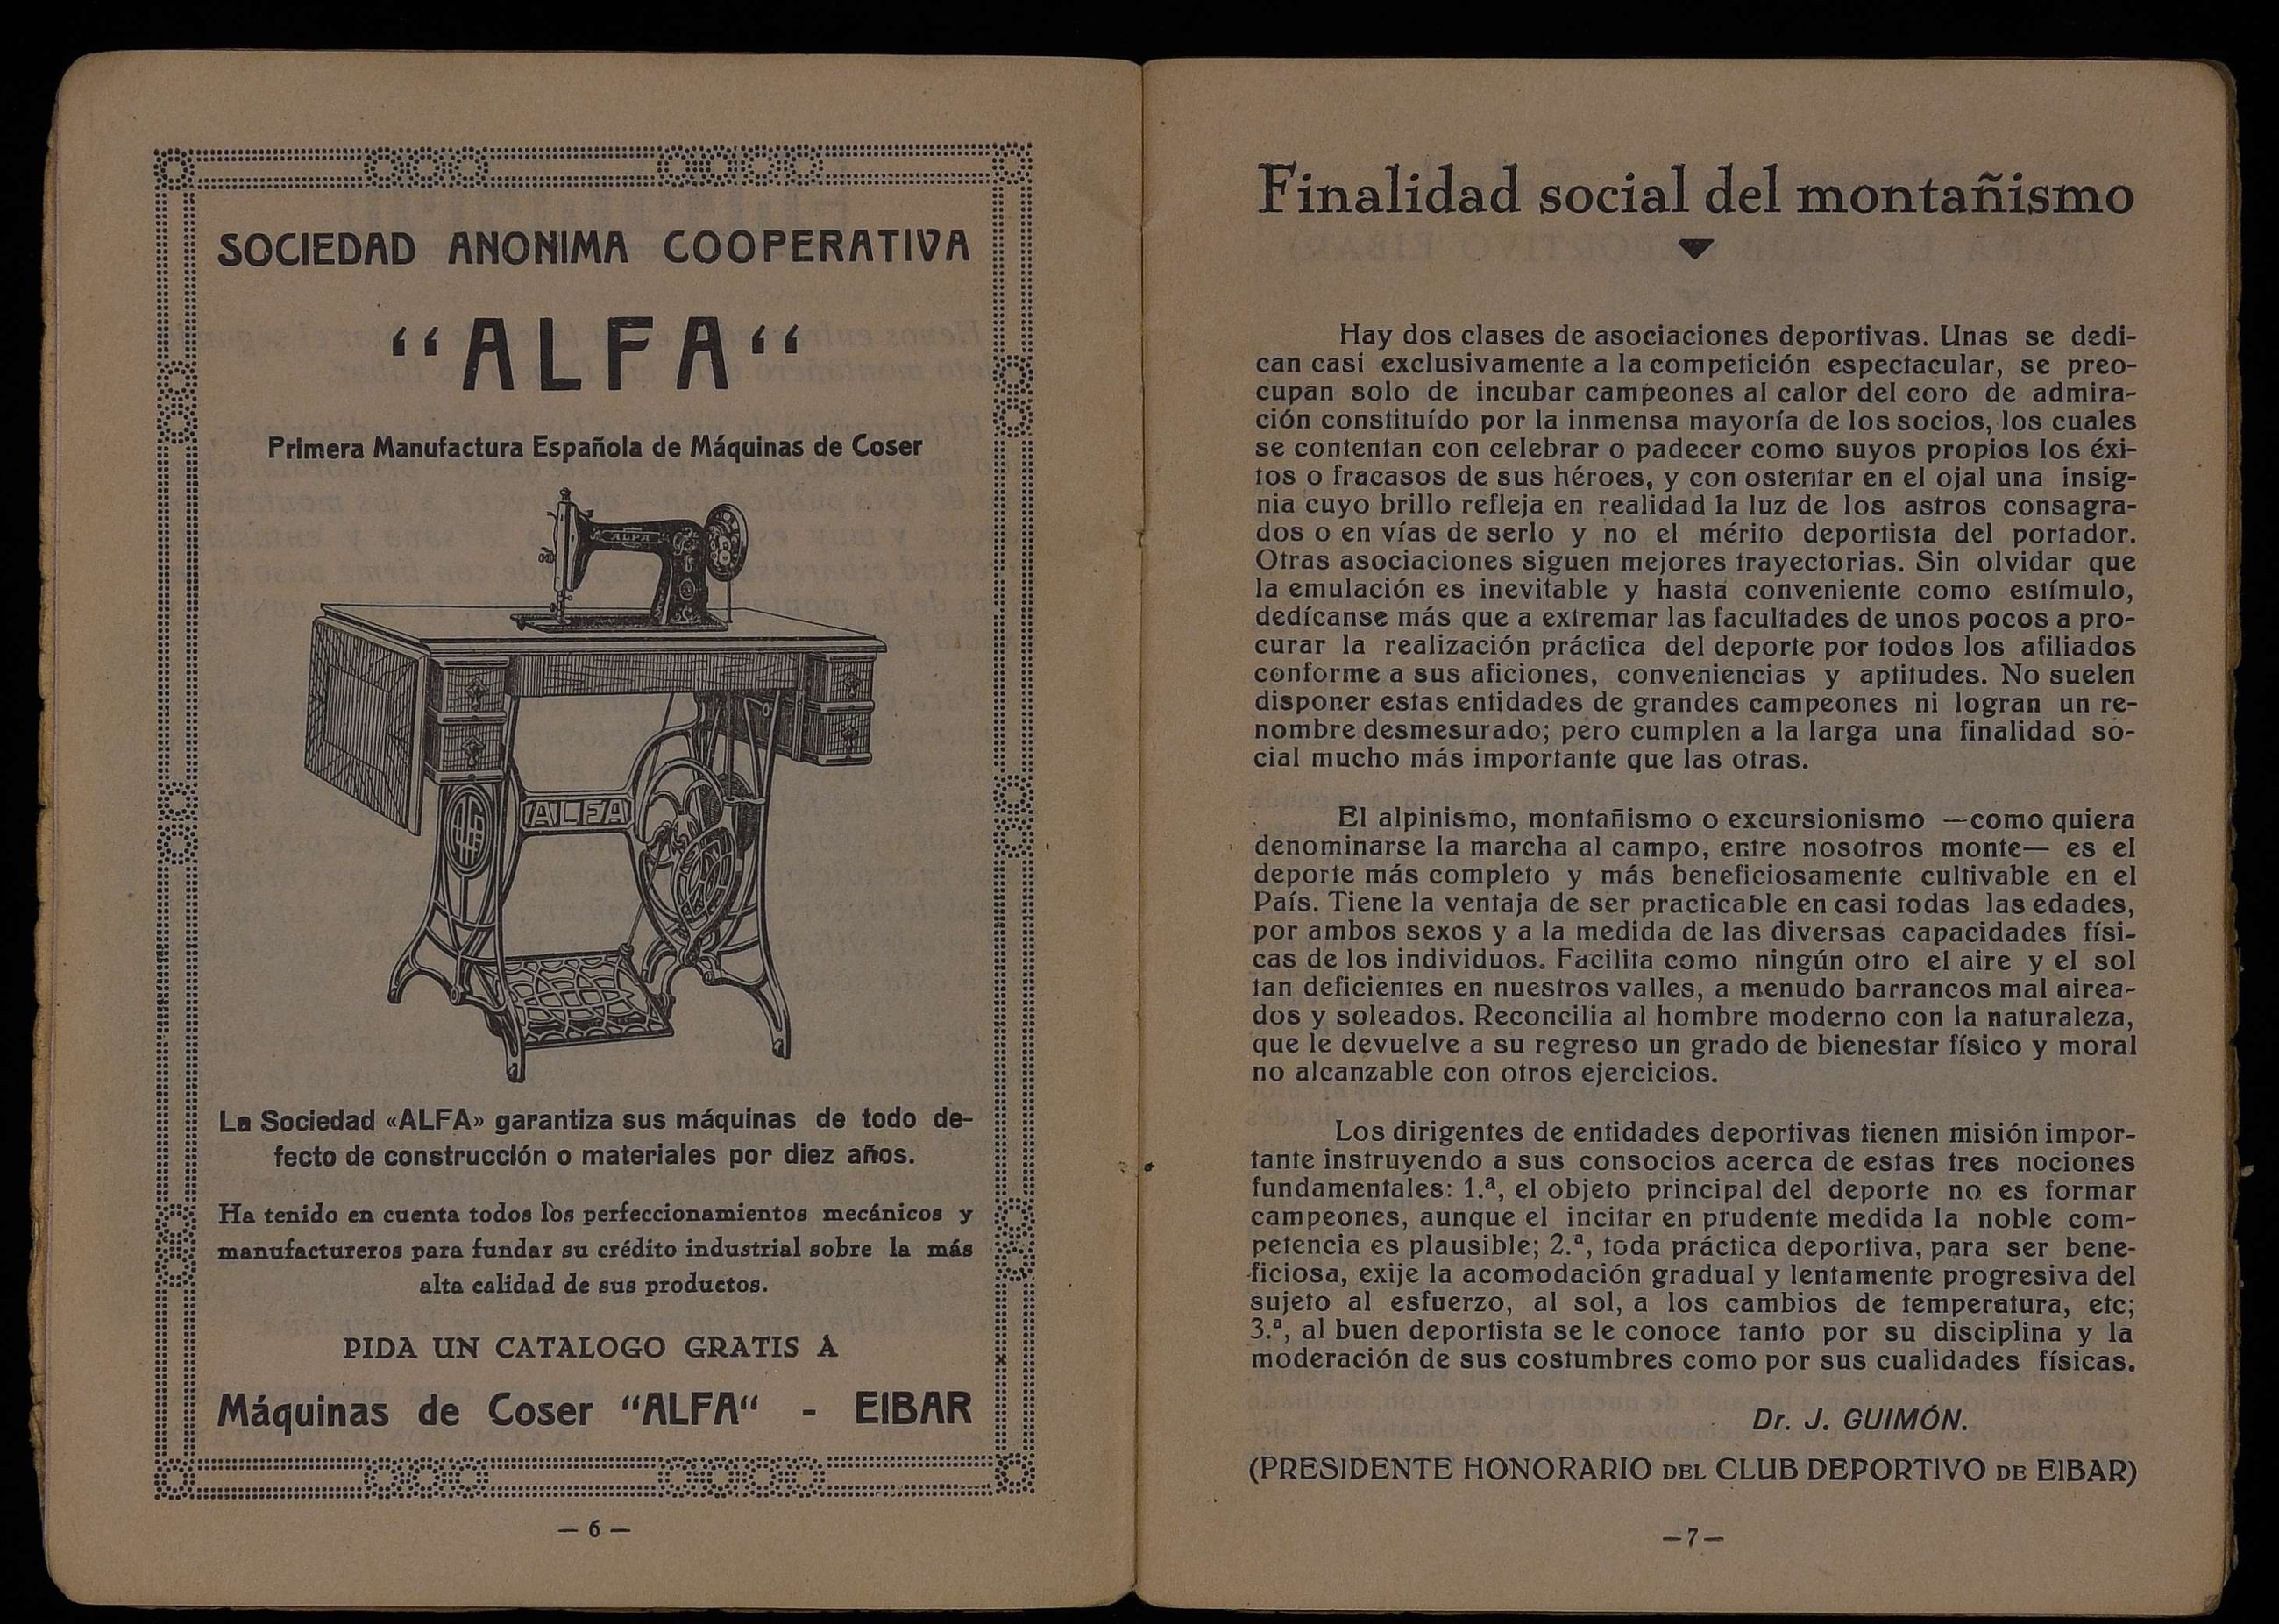 SOCIEDAD ANONIMA COOPERATIVA
“ALFA“
Primera Manufactura Española de Máquinas de Coser
ALFA
ALFA
La Sociedad «ALFA» garantiza sus máquinas de todo de-
fecto de construcción o materiales por diez años.
Ha tenido en cuenta todos los perfeccionamientos mecánicos y
manufactureros para fundar su crédito industrial sobre la más
alta calidad de sus productos.
PIDA UN CATALOGO GRATIS A
Máquinas de Coser “ALFA“ - EIBAR
— 6 —
Finalidad social del montañismo
Hay dos clases de asociaciones deportivas. Unas se dedi-
can casi exclusivamente a la competición espectacular, se preo-
cupan solo de incubar campeones al calor del coro de admira-
ción constituído por la inmensa mayoría de los socios, los cuales
se contentan con celebrar o padecer como suyos propios los éxi-
tos o fracasos de sus héroes, y con ostentar en el ojal una insig-
nia cuyo brillo refleja en realidad la luz de los astros consagra-
dos o en vías de serlo y no el mérito deportista del portador.
Otras asociaciones siguen mejores trayectorias. Sin olvidar que
la emulación es inevitable y hasta conveniente como estímulo,
dedícanse más que a extremar las facultades de unos pocos a pro-
curar la realización práctica del deporte por todos los afiliados
conforme a sus aficiones, conveniencias y aptitudes. No suelen
disponer estas entidades de grandes campeones ni logran un re-
nombre desmesurado; pero cumplen a la larga una finalidad so-
cial mucho más importante que las otras.
El alpinismo, montañismo o excursionismo —como quiera
denominarse la marcha al campo, entre nosotros monte— es el
deporte más completo y más beneficiosamente cultivable en el
País. Tiene la ventaja de ser practicable en casi todas las edades,
por ambos sexos y a la medida de las diversas capacidades físi-
cas de los individuos. Facilita como ningún otro el aire y el sol
tan deficientes en nuestros valles, a menudo barrancos mal airea-
dos y soleados. Reconcilia al hombre moderno con la naturaleza,
que le devuelve a su regreso un grado de bienestar físico y moral
no alcanzable con otros ejercicios.
Los dirigentes de entidades deportivas tienen misión impor-
tante instruyendo a sus consocios acerca de estas tres nociones
fundamentales: 1.ª, el objeto principal del deporte no es formar
campeones, aunque el incitar en prudente medida la noble com-
petencia es plausible; 2.ª, toda práctica deportiva, para ser bene-
ficiosa, exije la acomodación gradual y lentamente progresiva del
sujeto al esfuerzo, al sol, a los cambios de temperatura, etc;
3.ª, al buen deportista se le conoce tanto por su disciplina y la
moderación de sus costumbres como por sus cualidades físicas.
Dr. J. GUIMÓN.
(PRESIDENTE HONORARIO DEL CLUB DEPORTIVO DE EIBAR)
— 7 —